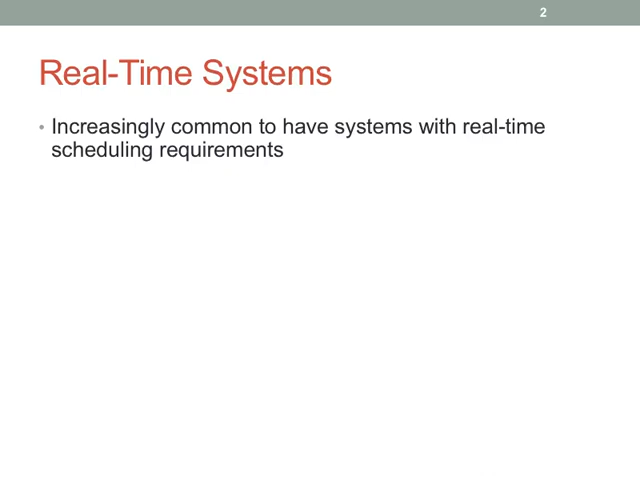 2
Real-Time Systems
• Increasingly common to have systems with real-time
scheduling requirements